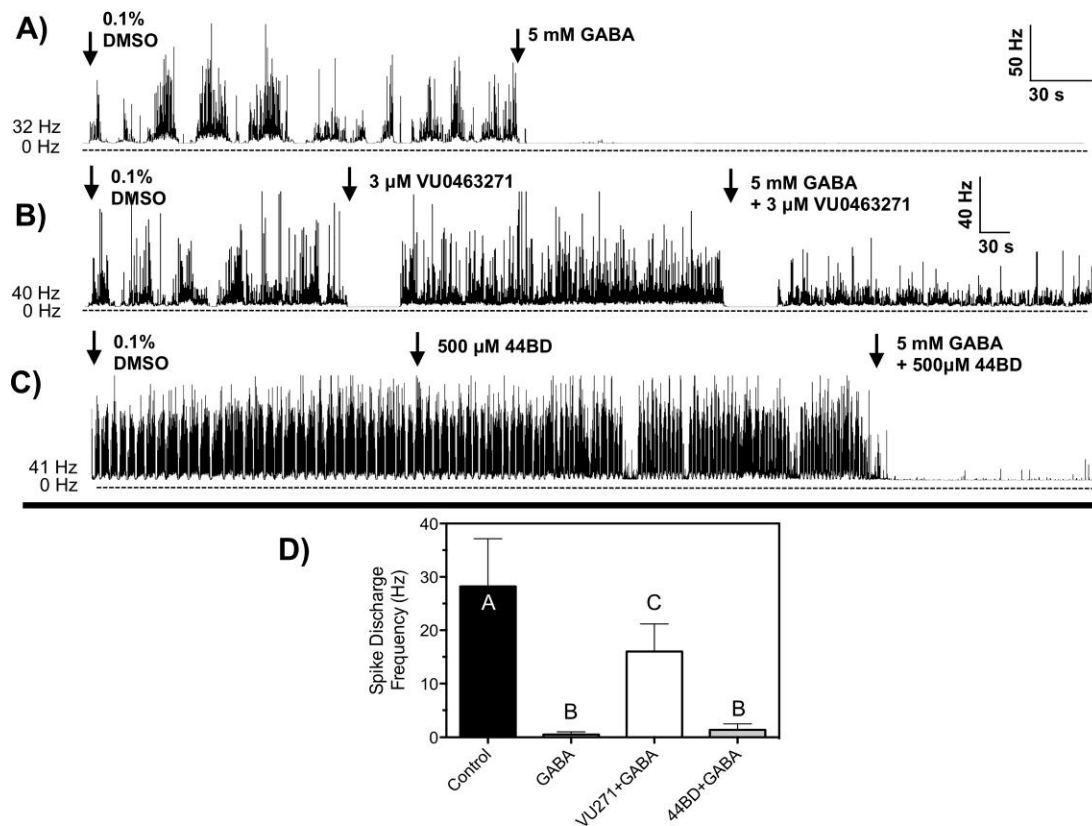 A)
0.1%
DMSO
5 mM GABA
50 Hz
30 s
32 Hz
0 Hz
B)
0.1%
DMSO
3 µM VU0463271
5 mM GABA
+ 3 µM VU0463271
40 Hz
30 s
40 Hz
0 Hz
C)
0.1%
DMSO
500 µM 44BD
5 mM GABA
+ 500µM 44BD
41 Hz
0 Hz
D)
Spike Discharge
Frequency (Hz)
40
30
20
10
0
A
B
C
B
Control
GABA
VU271+GABA
44BD+GABA